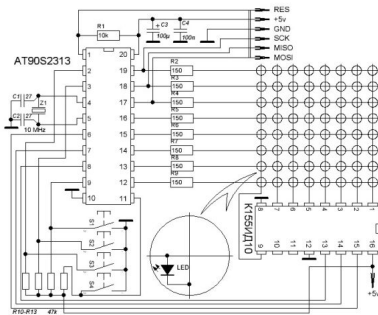 RES
+5v
GND
SCK
MISO
MOSI
R1
10k
+ C3
100µ
C4
100n
AT90S2313
1
20
2
19
3
18
4
17
5
16
6
15
7
14
8
13
9
12
10
11
R2
150
R3
150
R4
150
R5
150
R6
150
R7
150
R8
150
R9
150
C1
27
C2
27
Z1
10 MHz
S1
S2
S3
S4
LED
R10-R13
47k
К155ИД10
8
7
6
5
4
3
2
1
9
10
11
12
13
14
15
16
+5v